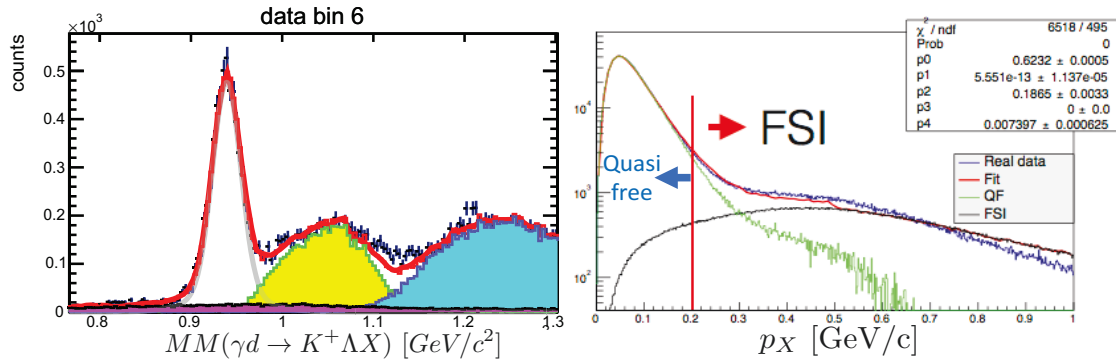 data bin 6
×10³
counts
0.5
0.4
0.3
0.2
0.1
0
0.8 0.9 1 1.1 1.2 1.3
MM(γd → K⁺ΛX) [GeV/c²]
χ² / ndf 6518 / 495
Prob 0
p0 0.6232 ± 0.0005
p1 5.551e-13 ± 1.137e-05
p2 0.1865 ± 0.0033
p3 0 ± 0.0
p4 0.007397 ± 0.000625
FSI
Quasi
free
Real data
Fit
QF
FSI
10⁴
10³
10²
0 0.1 0.2 0.3 0.4 0.5 0.6 0.7 0.8 0.9 1
p_X [GeV/c]